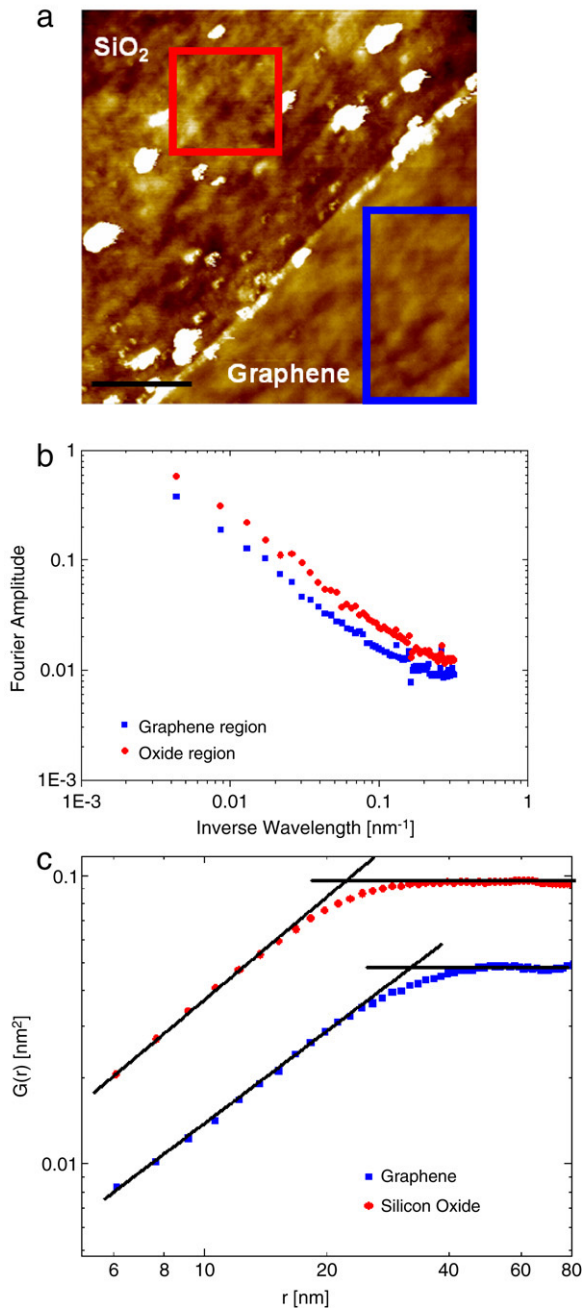 a
SiO₂
Graphene
b
1
0.1
0.01
1E-3
Fourier Amplitude
Graphene region
Oxide region
1E-3
0.01
0.1
1
Inverse Wavelength [nm⁻¹]
c
0.1
0.01
G(r) [nm²]
Graphene
Silicon Oxide
6
8
10
20
40
60
80
r [nm]